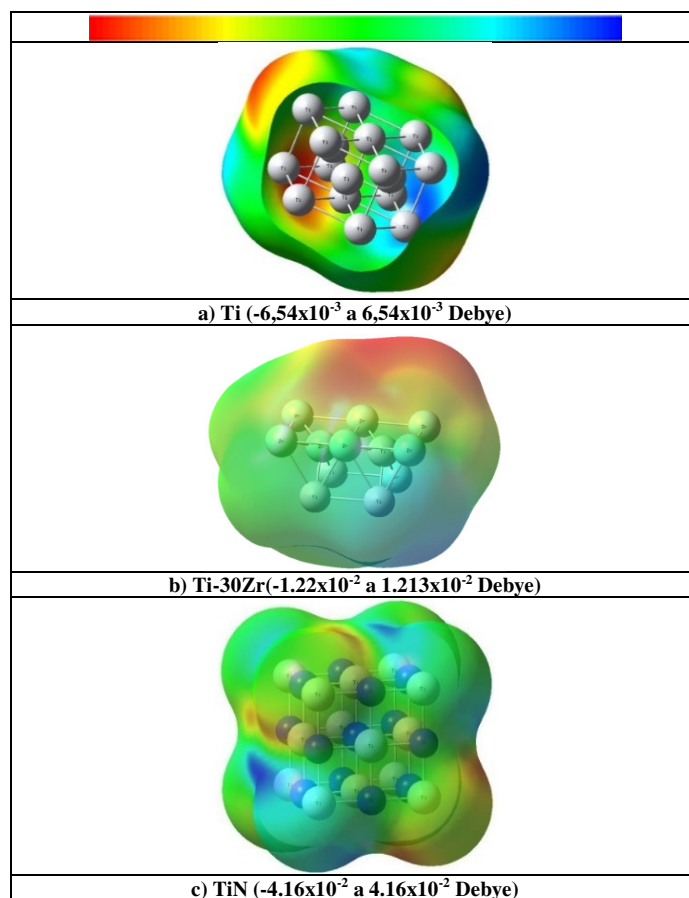 a) Ti (-6,54x10⁻³ a 6,54x10⁻³ Debye)
b) Ti-30Zr(-1.22x10⁻² a 1.213x10⁻² Debye)
c) TiN (-4.16x10⁻² a 4.16x10⁻² Debye)